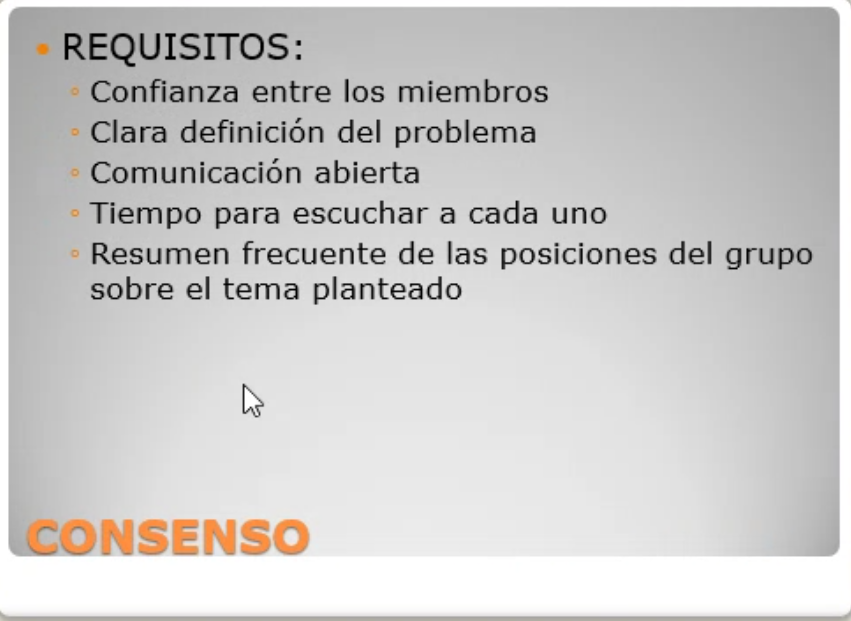 REQUISITOS:
Confianza entre los miembros
Clara definición del problema
Comunicación abierta
Tiempo para escuchar a cada uno
Resumen frecuente de las posiciones del grupo
sobre el tema planteado
CONSENSO